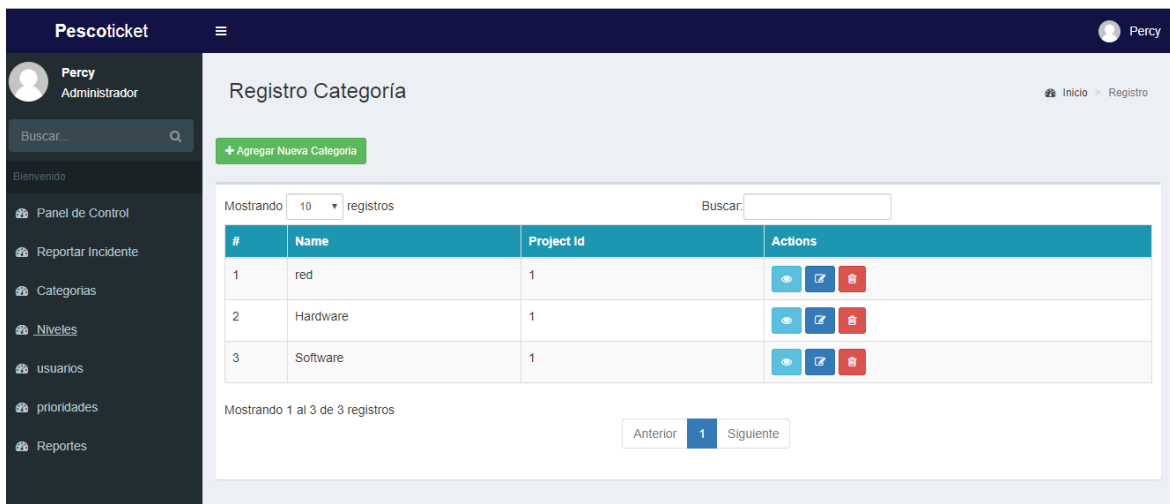 Pescoticket
Percy
Percy
Administrador
Buscar...
Bienvenido
Panel de Control
Reportar Incidente
Categorias
Niveles
usuarios
prioridades
Reportes
Registro Categoría
Inicio > Registro
+ Agregar Nueva Categoria
Mostrando 10 registros Buscar:
# Name Project Id Actions
1 red 1
2 Hardware 1
3 Software 1
Mostrando 1 al 3 de 3 registros
Anterior 1 Siguiente